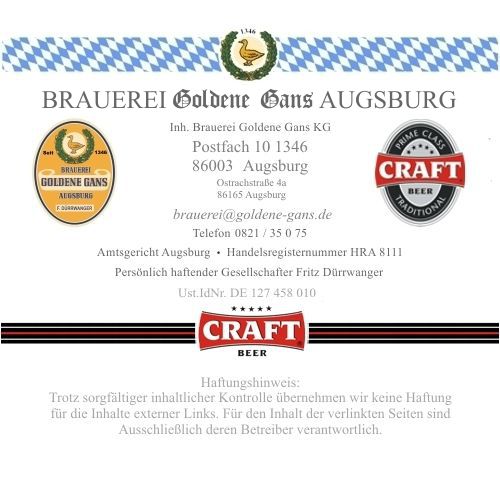 1346
BRAUEREI Goldene Gans AUGSBURG
Inh. Brauerei Goldene Gans KG
Postfach 10 1346
86003 Augsburg
Ostrachstraße 4a
86165 Augsburg
brauerei@goldene-gans.de
Telefon 0821 / 35 0 75
Amtsgericht Augsburg • Handelsregisternummer HRA 8111
Persönlich haftender Gesellschafter Fritz Dürrwanger
Ust.IdNr. DE 127 458 010
Seit 1346
BRAUEREI
GOLDENE GANS
AUGSBURG
F. DÜRRWANGER
PRIME CLASS
CRAFT
BEER
TRADITIONAL
CRAFT
BEER
Haftungshinweis:
Trotz sorgfältiger inhaltlicher Kontrolle übernehmen wir keine Haftung
für die Inhalte externer Links. Für den Inhalt der verlinkten Seiten sind
Ausschließlich deren Betreiber verantwortlich.